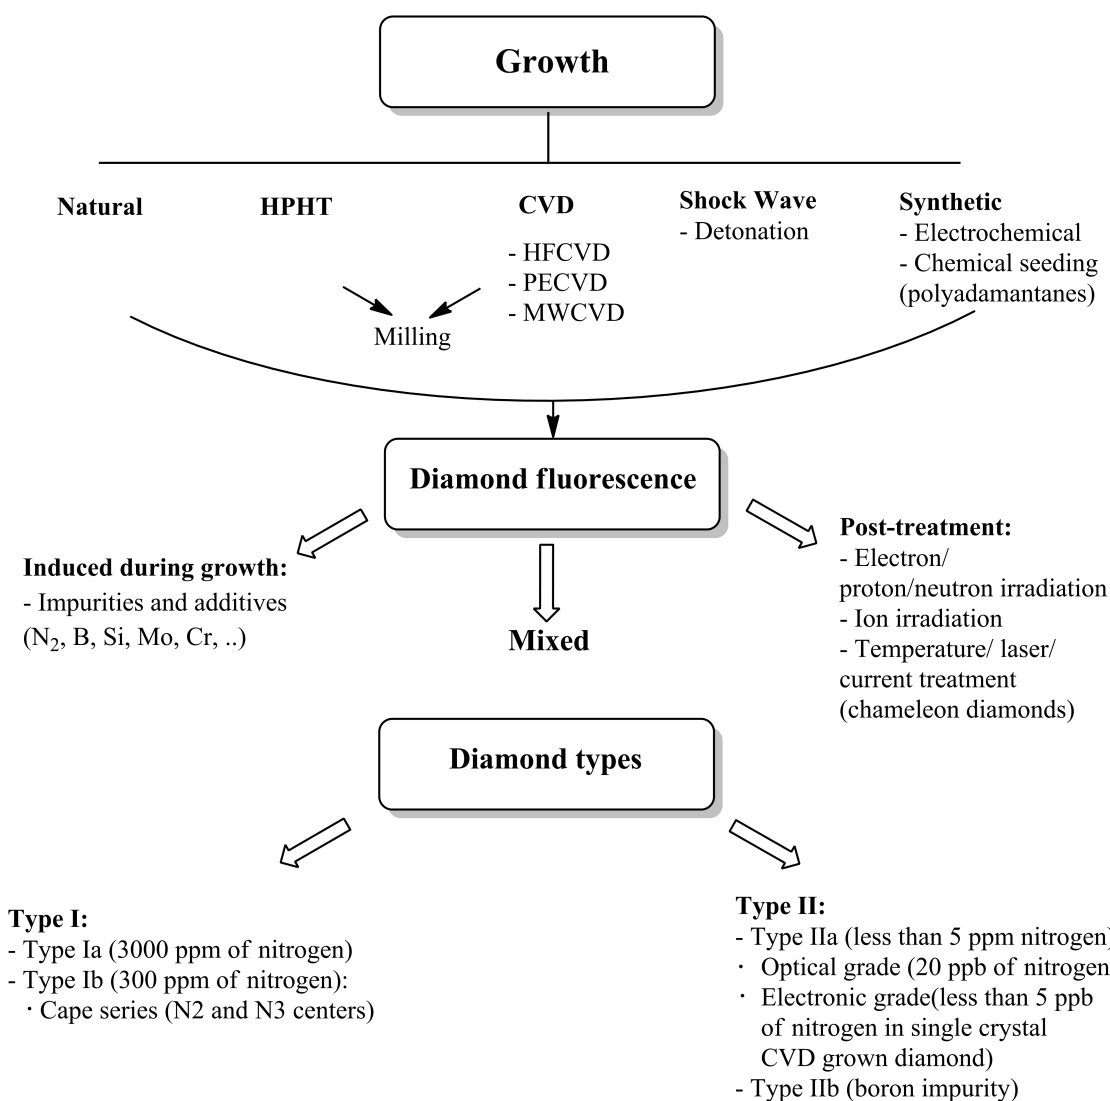 Growth
Natural
HPHT
CVD
- HFCVD
- PECVD
- MWCVD
Shock Wave
- Detonation
Synthetic
- Electrochemical
- Chemical seeding
(polyadamantanes)
Milling
Diamond fluorescence
Induced during growth:
- Impurities and additives
(N₂, B, Si, Mo, Cr, ..)
Mixed
Post-treatment:
- Electron/
proton/neutron irradiation
- Ion irradiation
- Temperature/ laser/
current treatment
(chameleon diamonds)
Diamond types
Type I:
- Type Ia (3000 ppm of nitrogen)
- Type Ib (300 ppm of nitrogen):
· Cape series (N2 and N3 centers)
Type II:
- Type IIa (less than 5 ppm nitrogen)
· Optical grade (20 ppb of nitrogen
· Electronic grade(less than 5 ppb
of nitrogen in single crystal
CVD grown diamond)
- Type IIb (boron impurity)